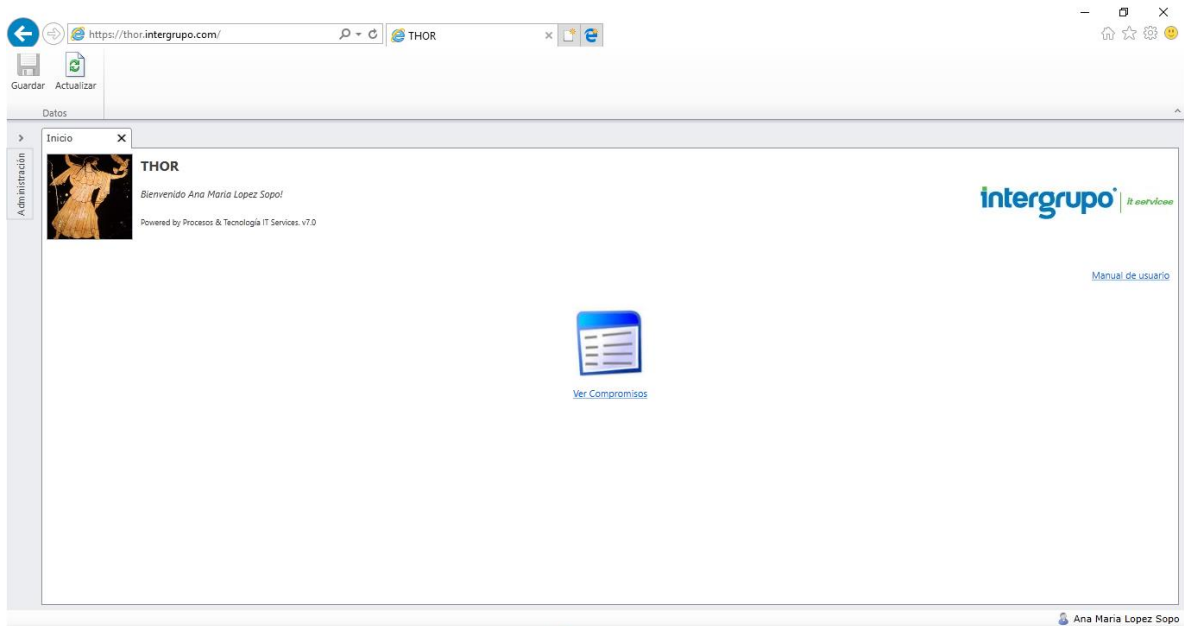 https://thor.intergrupo.com/
THOR
Guardar
Actualizar
Datos
Inicio
Administración
THOR
Bienvenido Ana Maria Lopez Sopo!
Powered by Procesos & Tecnología IT Services. v7.0
intergrupo it services
Manual de usuario
Ver Compromisos
Ana Maria Lopez Sopo